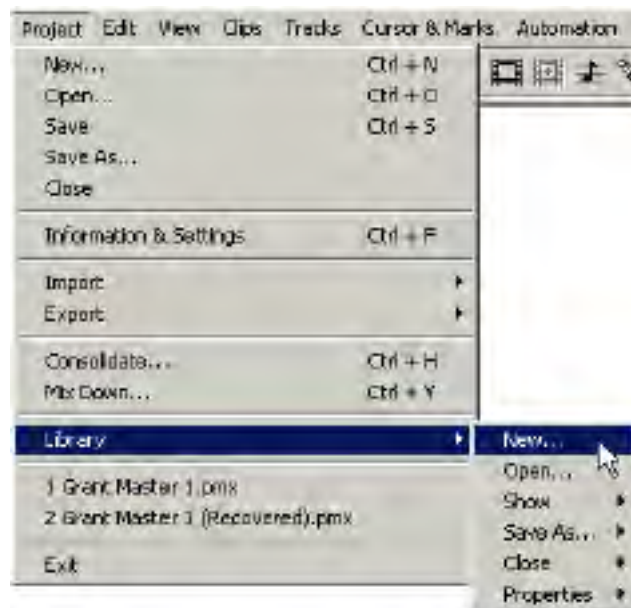 Project Edit View Clips Tracks Cursor & Marks Automation
New... Ctrl + N
Open... Ctrl + O
Save Ctrl + S
Save As...
Close
Information & Settings Ctrl + F
Import
Export
Consolidate... Ctrl + H
Mix Down... Ctrl + Y
Library
New...
Open...
Show
Save As...
Close
Properties
1 Grant Master 1.pmx
2 Grant Master 1 (Recovered).pmx
Exit